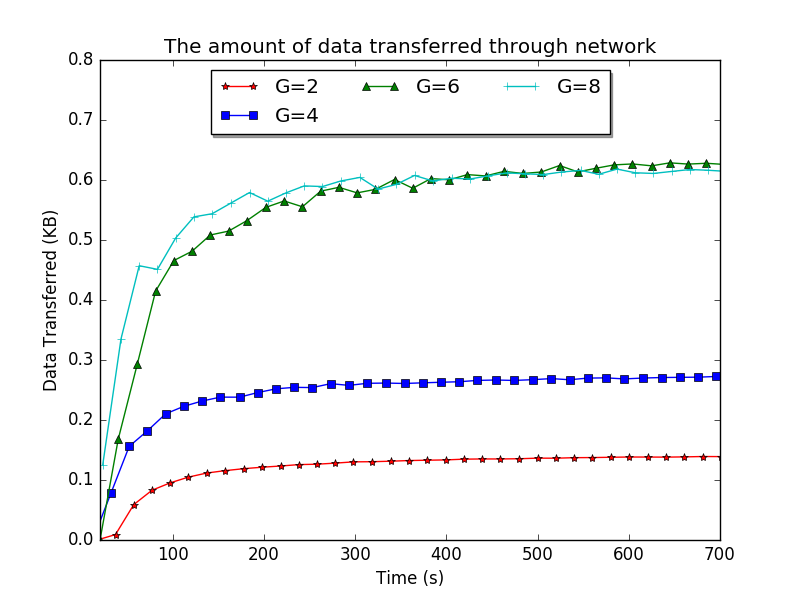 The amount of data transferred through network
G=2 G=6 G=8
G=4
Data Transferred (KB)
0.8
0.7
0.6
0.5
0.4
0.3
0.2
0.1
0.0
100 200 300 400 500 600 700
Time (s)